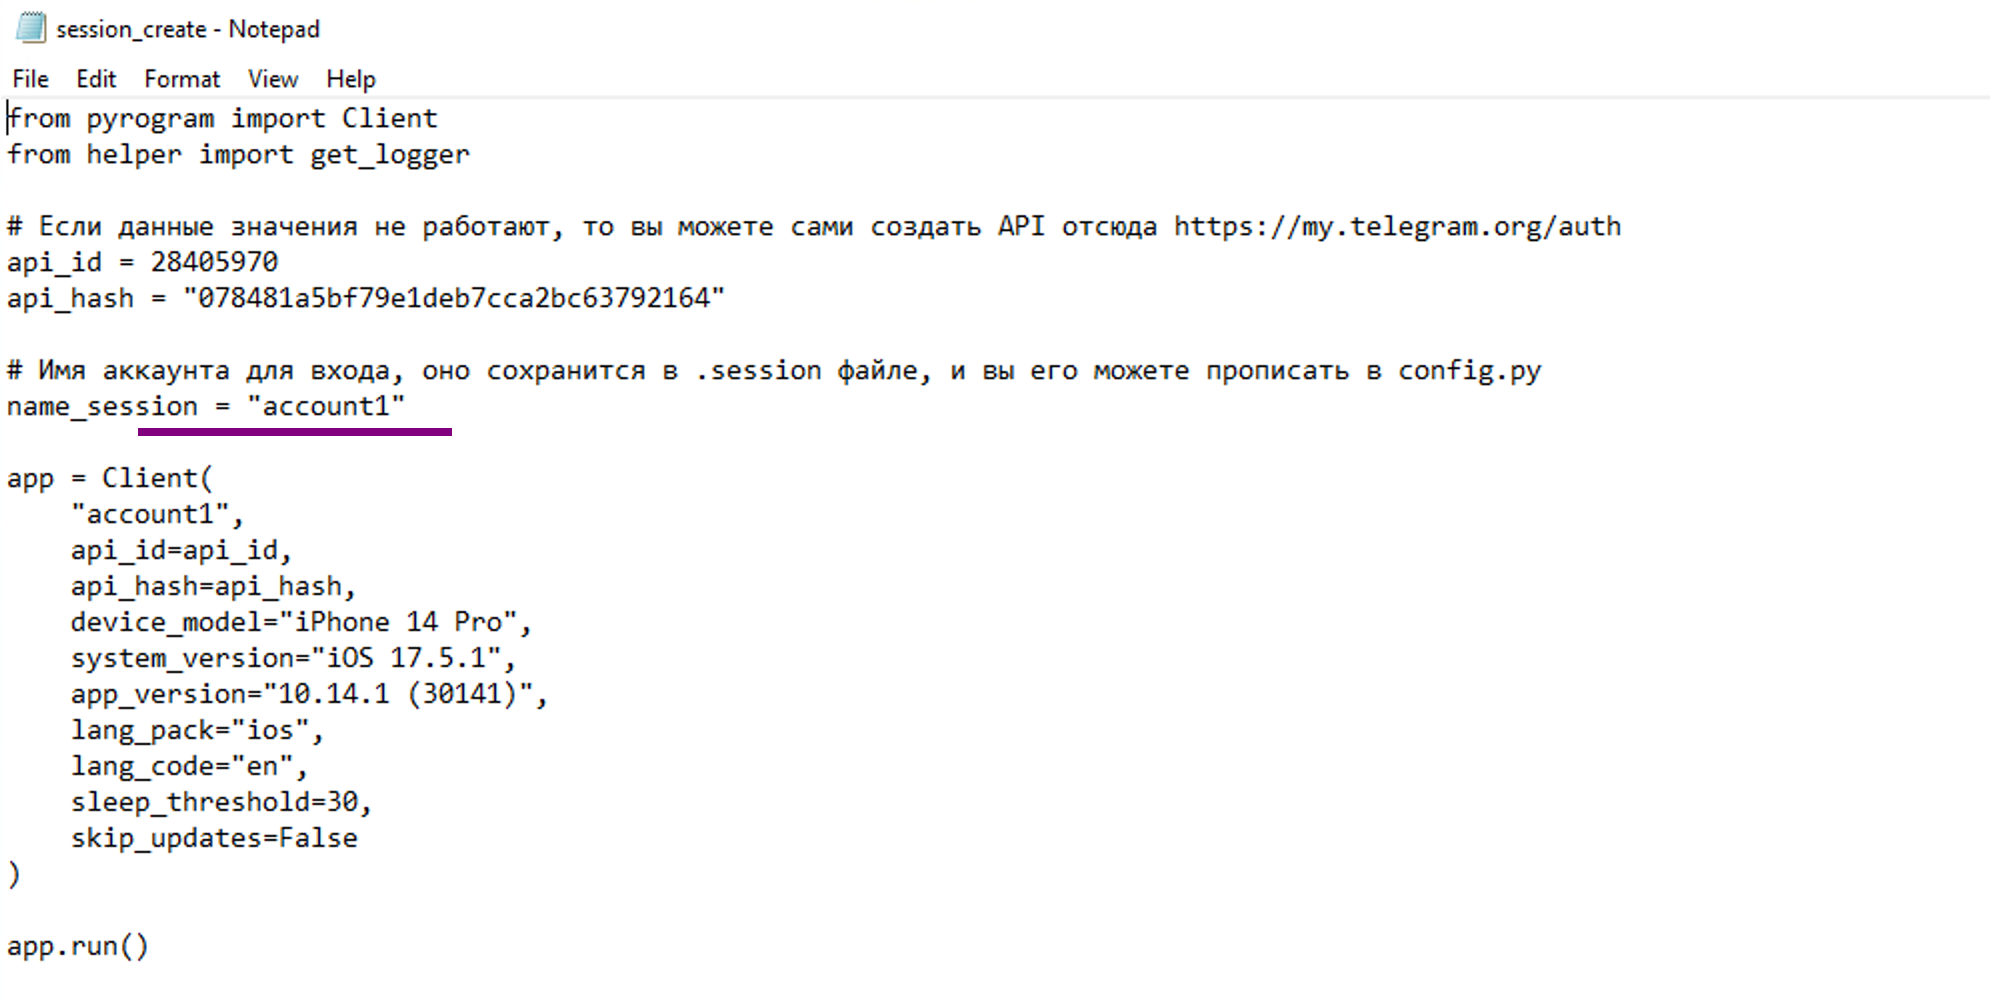 session_create - Notepad
File Edit Format View Help
from pyrogram import Client
from helper import get_logger
# Если данные значения не работают, то вы можете сами создать API отсюда https://my.telegram.org/auth
api_id = 28405970
api_hash = "078481a5bf79e1deb7cca2bc63792164"
# Имя аккаунта для входа, оно сохранится в .session файле, и вы его можете прописать в config.py
name_session = "account1"
app = Client(
    "account1",
    api_id=api_id,
    api_hash=api_hash,
    device_model="iPhone 14 Pro",
    system_version="iOS 17.5.1",
    app_version="10.14.1 (30141)",
    lang_pack="ios",
    lang_code="en",
    sleep_threshold=30,
    skip_updates=False
)
app.run()